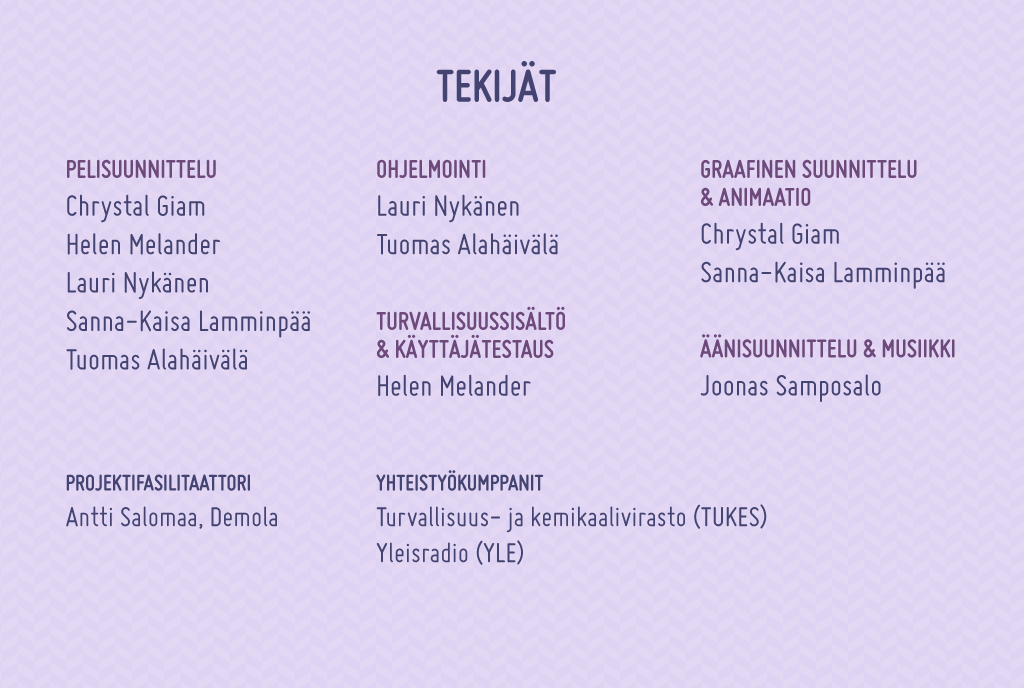 TEKIJÄT
PELISUUNNITTELU
Chrystal Giam
Helen Melander
Lauri Nykänen
Sanna-Kaisa Lamminpää
Tuomas Alahäivälä
OHJELMOINTI
Lauri Nykänen
Tuomas Alahäivälä
TURVALLISUUSSISÄLTÖ
& KÄYTTÄJÄTESTAUS
Helen Melander
GRAAFINEN SUUNNITTELU
& ANIMAATIO
Chrystal Giam
Sanna-Kaisa Lamminpää
ÄÄNISUUNNITTELU & MUSIIKKI
Joonas Samposalo
PROJEKTIFASILITAATTORI
Antti Salomaa, Demola
YHTEISTYÖKUMPPANIT
Turvallisuus- ja kemikaalivirasto (TUKES)
Yleisradio (YLE)